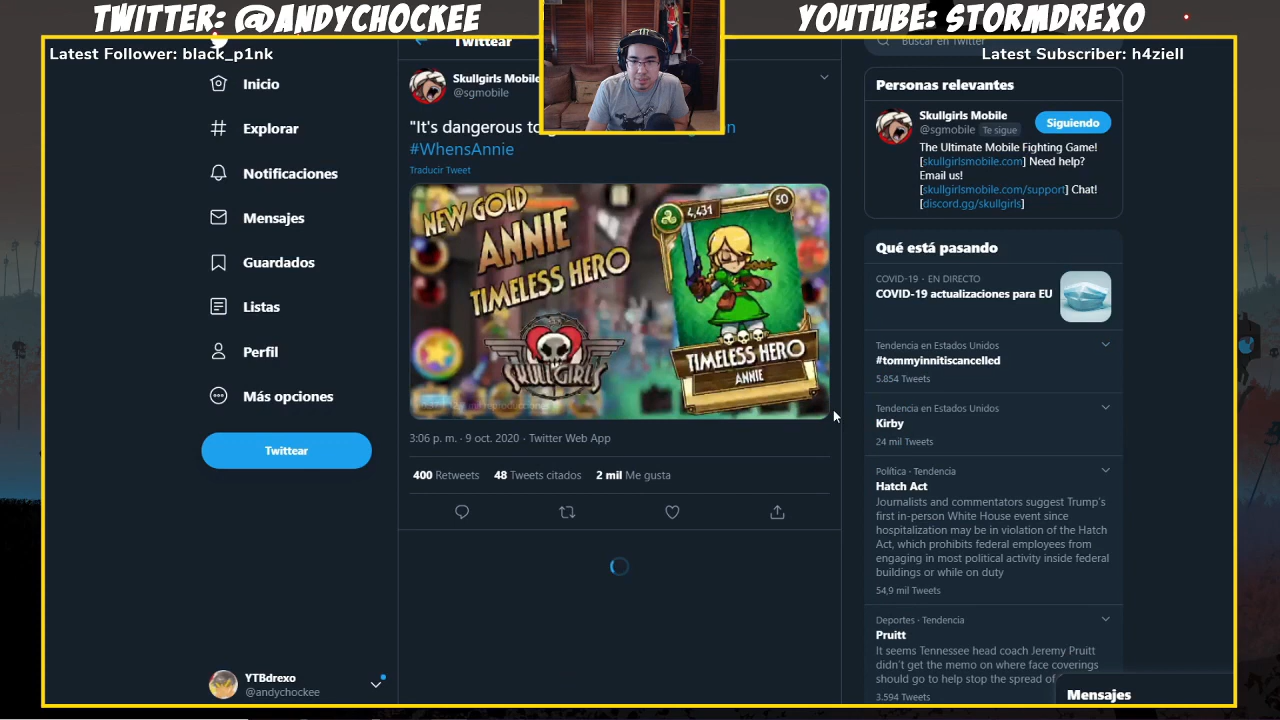 TWITTER: @ANDYCHOCKEE
YOUTUBE: STORMDREXO
Latest Follower: black_p1nk
Latest Subscriber: h4ziell
Inicio
Explorar
Notificaciones
Mensajes
Guardados
Listas
Perfil
Más opciones
Twittear
YTBdrexo
@andychockee
Twittear
Skullgirls Mobile
@sgmobile
"It's dangerous to
#WhensAnnie
Traducir Tweet
NEW GOLD
ANNIE
TIMELESS HERO
SKULLGIRLS
4,431
50
TIMELESS HERO
ANNIE
3:06 p. m. · 9 oct. 2020 · Twitter Web App
400 Retweets 48 Tweets citados 2 mil Me gusta
Buscar en Twitter
Personas relevantes
Skullgirls Mobile
@sgmobile Te sigue
Siguiendo
The Ultimate Mobile Fighting Game!
[skullgirlsmobile.com] Need help?
Email us!
[skullgirlsmobile.com/support] Chat!
[discord.gg/skullgirls]
Qué está pasando
COVID-19 · EN DIRECTO
COVID-19 actualizaciones para EU
Tendencia en Estados Unidos
#tommyinnitiscancelled
5.854 Tweets
Tendencia en Estados Unidos
Kirby
24 mil Tweets
Política · Tendencia
Hatch Act
Journalists and commentators suggest Trump's
first in-person White House event since
hospitalization may be in violation of the Hatch
Act, which prohibits federal employees from
engaging in most political activity inside federal
buildings or while on duty
54,9 mil Tweets
Deportes · Tendencia
Pruitt
It seems Tennessee head coach Jeremy Pruitt
didn't get the memo on where face coverings
should go to help stop the spread of
3.594 Tweets
Mensajes